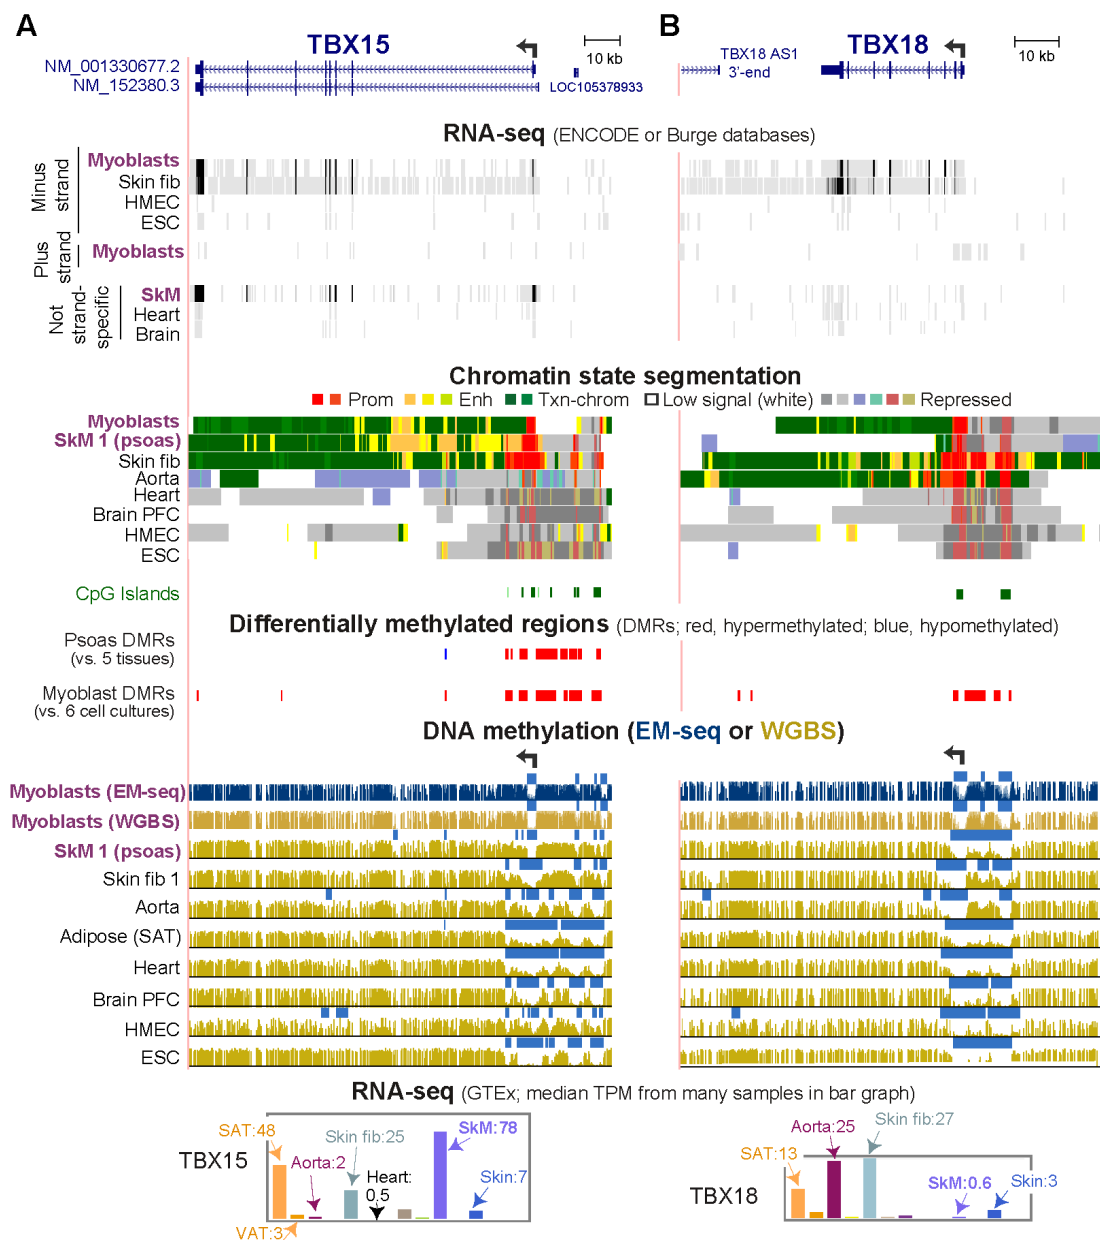 A
B
TBX15
TBX18
10 kb
10 kb
NM_001330677.2
NM_152380.3
LOC105378933
TBX18 AS1
3'-end
RNA-seq (ENCODE or Burge databases)
Minus strand
Myoblasts
Skin fib
HMEC
ESC
Plus strand
Myoblasts
Not strand-specific
SkM
Heart
Brain
Chromatin state segmentation
Prom Enh Txn-chrom Low signal (white) Repressed
Myoblasts
SkM 1 (psoas)
Skin fib
Aorta
Heart
Brain PFC
HMEC
ESC
CpG Islands
Differentially methylated regions (DMRs; red, hypermethylated; blue, hypomethylated)
Psoas DMRs
(vs. 5 tissues)
Myoblast DMRs
(vs. 6 cell cultures)
DNA methylation (EM-seq or WGBS)
Myoblasts (EM-seq)
Myoblasts (WGBS)
SkM 1 (psoas)
Skin fib 1
Aorta
Adipose (SAT)
Heart
Brain PFC
HMEC
ESC
RNA-seq (GTEx; median TPM from many samples in bar graph)
TBX15
SAT:48
VAT:3
Aorta:2
Skin fib:25
Heart:
0.5
SkM:78
Skin:7
TBX18
SAT:13
Aorta:25
Skin fib:27
SkM:0.6
Skin:3